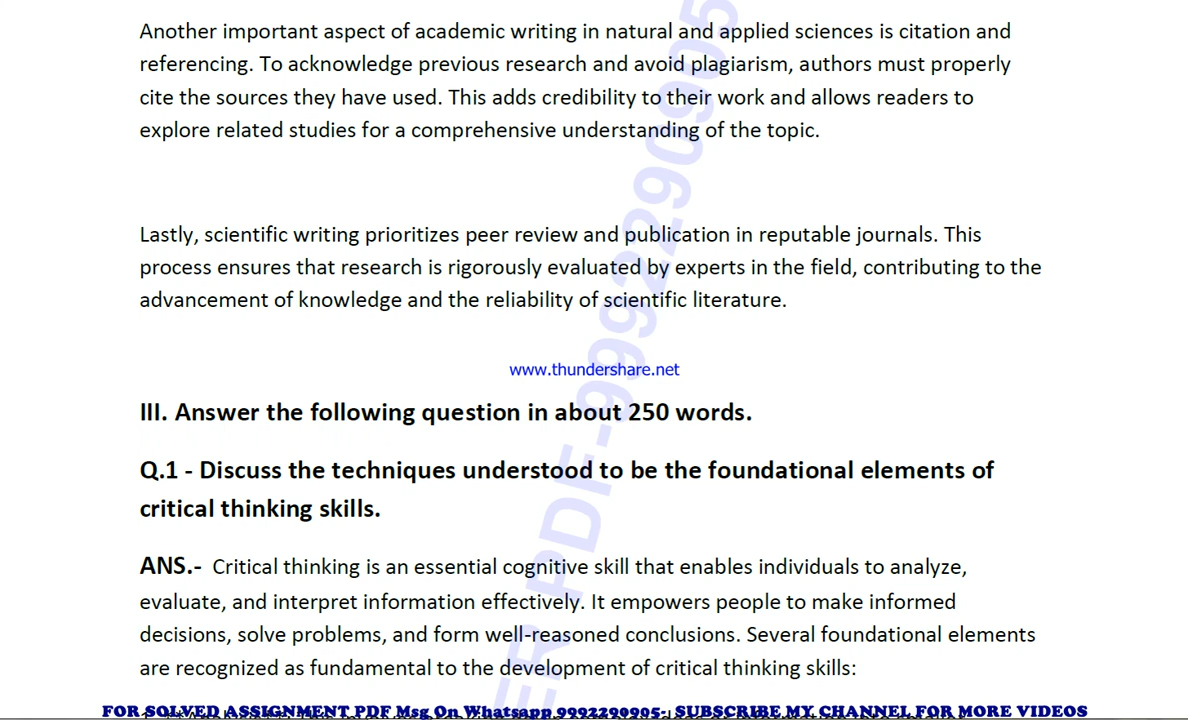 Another important aspect of academic writing in natural and applied sciences is citation and
referencing. To acknowledge previous research and avoid plagiarism, authors must properly
cite the sources they have used. This adds credibility to their work and allows readers to
explore related studies for a comprehensive understanding of the topic.
Lastly, scientific writing prioritizes peer review and publication in reputable journals. This
process ensures that research is rigorously evaluated by experts in the field, contributing to the
advancement of knowledge and the reliability of scientific literature.
www.thundershare.net
III. Answer the following question in about 250 words.
Q.1 - Discuss the techniques understood to be the foundational elements of
critical thinking skills.
ANS.- Critical thinking is an essential cognitive skill that enables individuals to analyze,
evaluate, and interpret information effectively. It empowers people to make informed
decisions, solve problems, and form well-reasoned conclusions. Several foundational elements
are recognized as fundamental to the development of critical thinking skills:
FOR SOLVED ASSIGNMENT PDF Msg On Whatsapp 9992290905-| SUBSCRIBE MY CHANNEL FOR MORE VIDEOS
ER PDF-9992290905